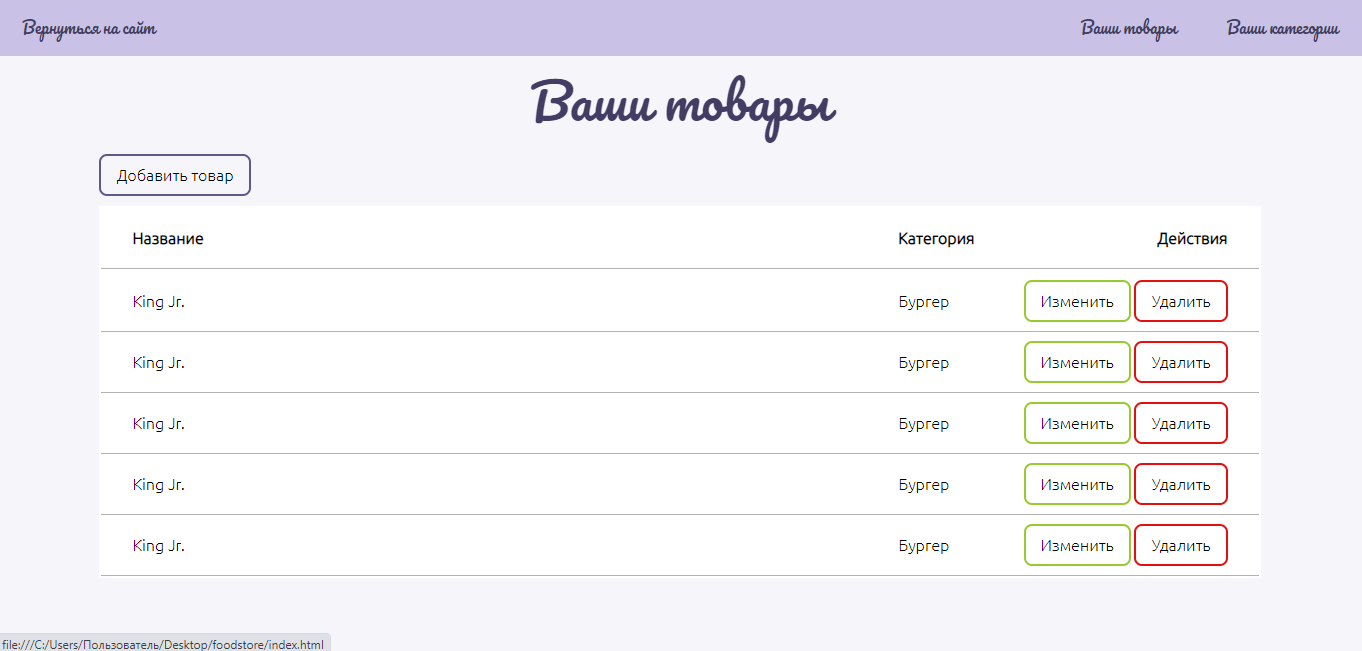 Вернуться на сайт Ваши товары Ваши категории
Ваши товары
Добавить товар
Название Категория Действия
King Jr. Бургер Изменить Удалить
King Jr. Бургер Изменить Удалить
King Jr. Бургер Изменить Удалить
King Jr. Бургер Изменить Удалить
King Jr. Бургер Изменить Удалить
file:///C:/Users/Пользователь/Desktop/foodstore/index.html